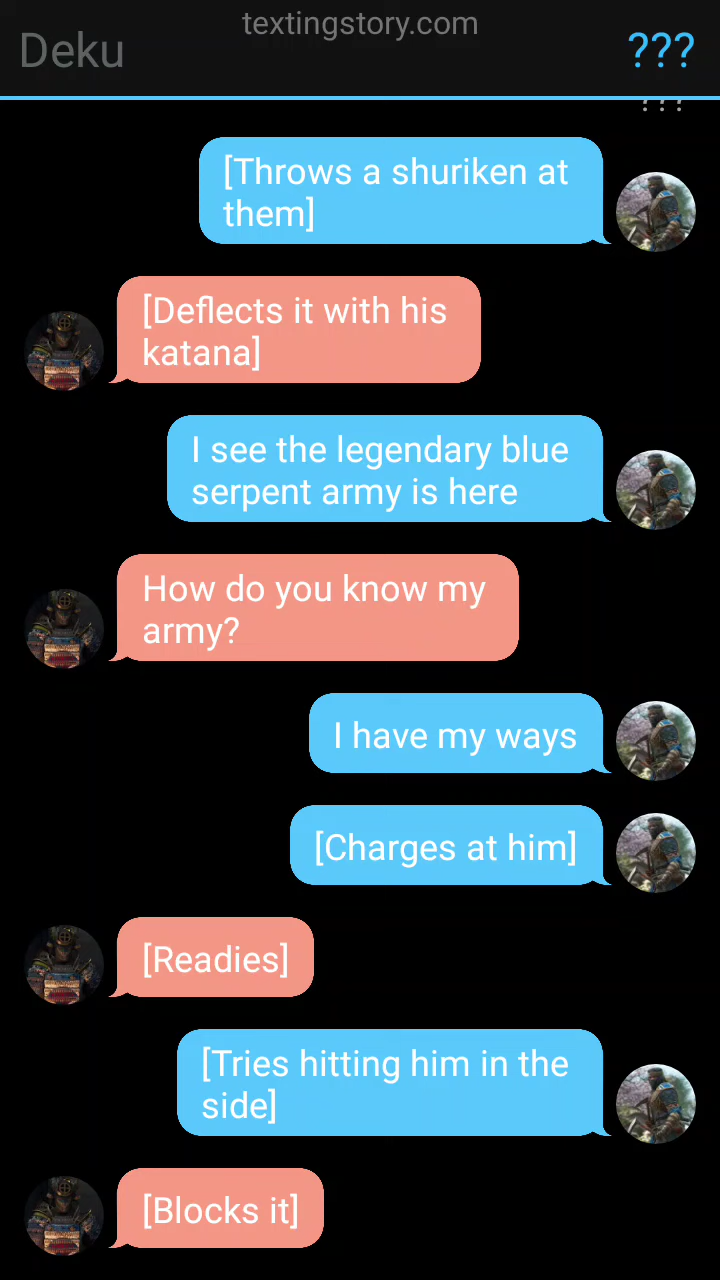 textingstory.com
Deku
???
???
[Throws a shuriken at
them]
[Deflects it with his
katana]
I see the legendary blue
serpent army is here
How do you know my
army?
I have my ways
[Charges at him]
[Readies]
[Tries hitting him in the
side]
[Blocks it]